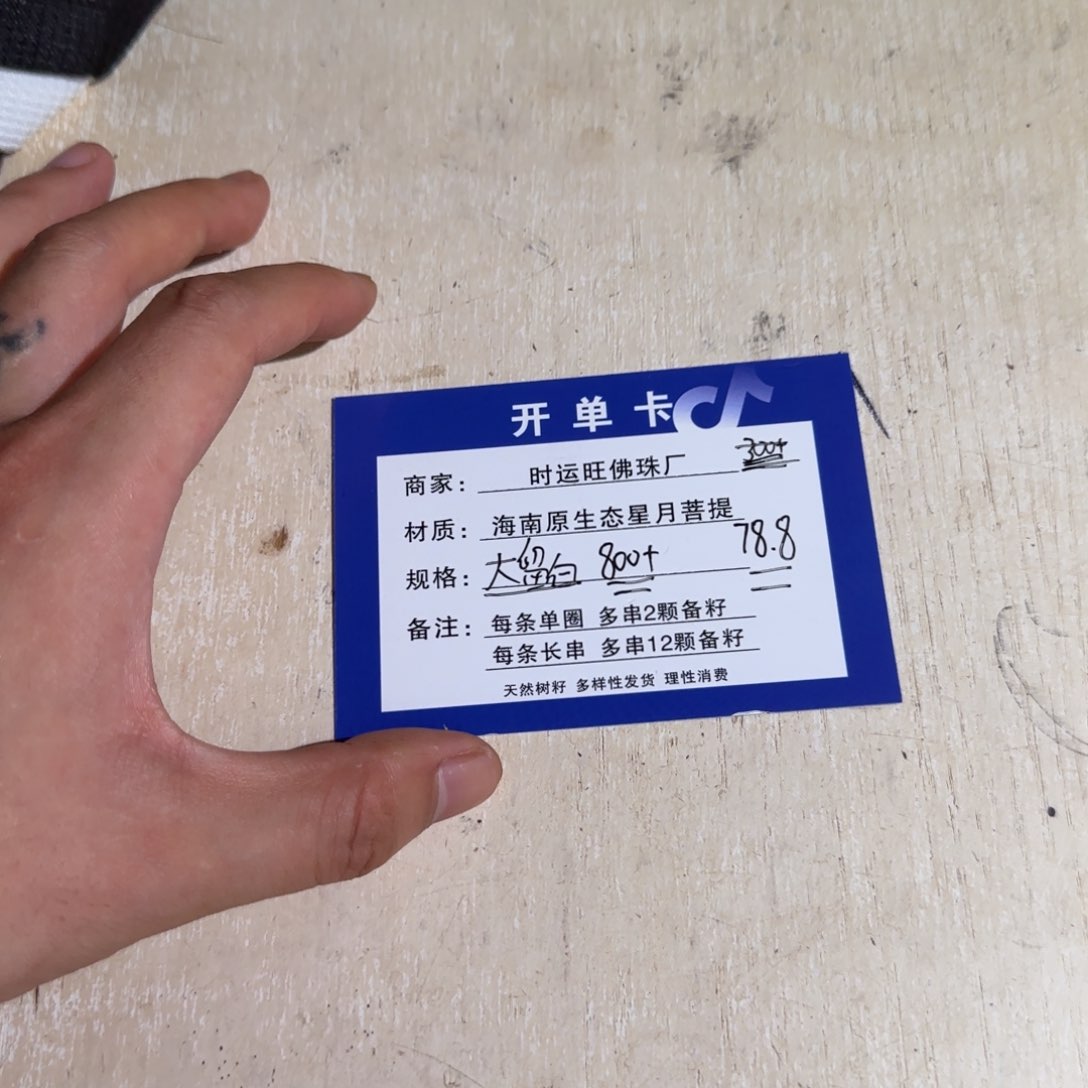 开单卡
商家：时运旺佛珠厂 300+
材质：海南原生态星月菩提
规格：大留白 800+ 78.8
备注：每条单圈 多串2颗备籽
每条长串 多串12颗备籽
天然树籽 多样性发货 理性消费